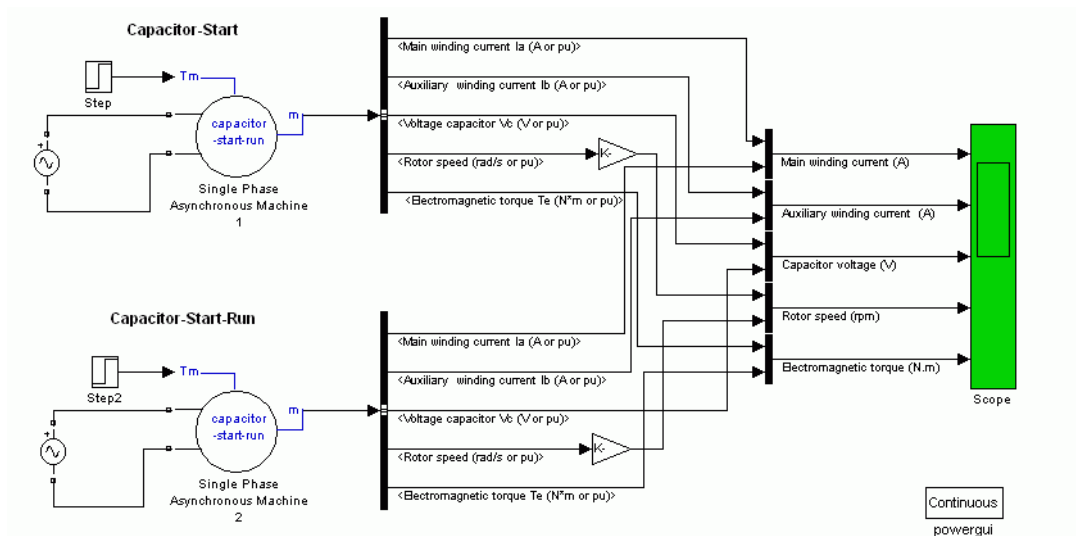 Capacitor-Start
Step
Tm
capacitor
-start-run
m
Single Phase
Asynchronous Machine
1
<Main winding current Ia (A or pu)>
<Auxiliary winding current Ib (A or pu)>
<Voltage capacitor Vc (V or pu)>
<Rotor speed (rad/s or pu)>
K-
<Electromagnetic torque Te (N*m or pu)>
Main winding current (A)
Auxiliary winding current (A)
Capacitor voltage (V)
Rotor speed (rpm)
Electromagnetic torque (N.m)
Scope
Capacitor-Start-Run
Step2
Tm
capacitor
-start-run
m
Single Phase
Asynchronous Machine
2
<Main winding current Ia (A or pu)>
<Auxiliary winding current Ib (A or pu)>
<Voltage capacitor Vc (V or pu)>
<Rotor speed (rad/s or pu)>
K-
<Electromagnetic torque Te (N*m or pu)>
Continuous
powergui